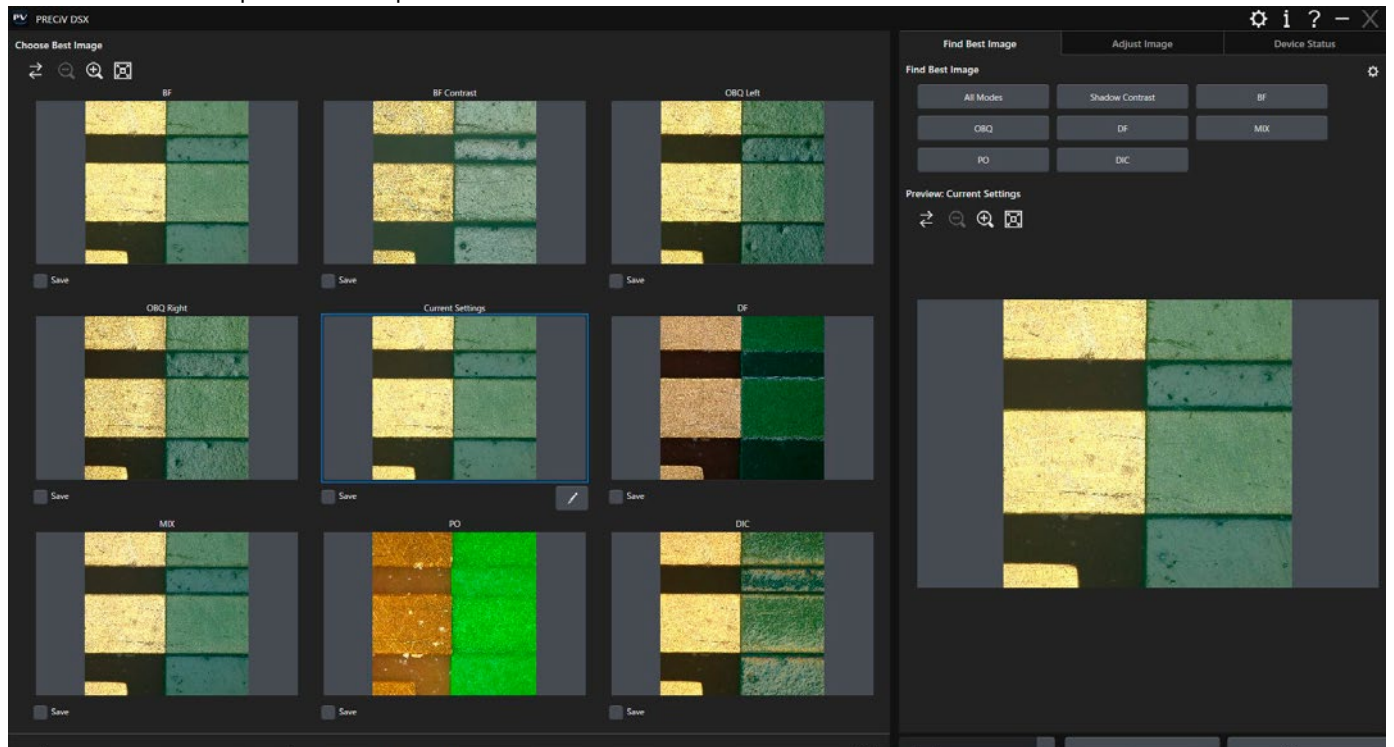 PV PRECiV DSX
Choose Best Image
BF
BF Contrast
OBQ Left
Save
Save
Save
OBQ Right
Current Settings
DF
Save
Save
Save
MIX
PO
DIC
Save
Save
Save
Find Best Image
Adjust Image
Device Status
Find Best Image
All Modes
Shadow Contrast
BF
OBQ
DF
MIX
PO
DIC
Preview: Current Settings